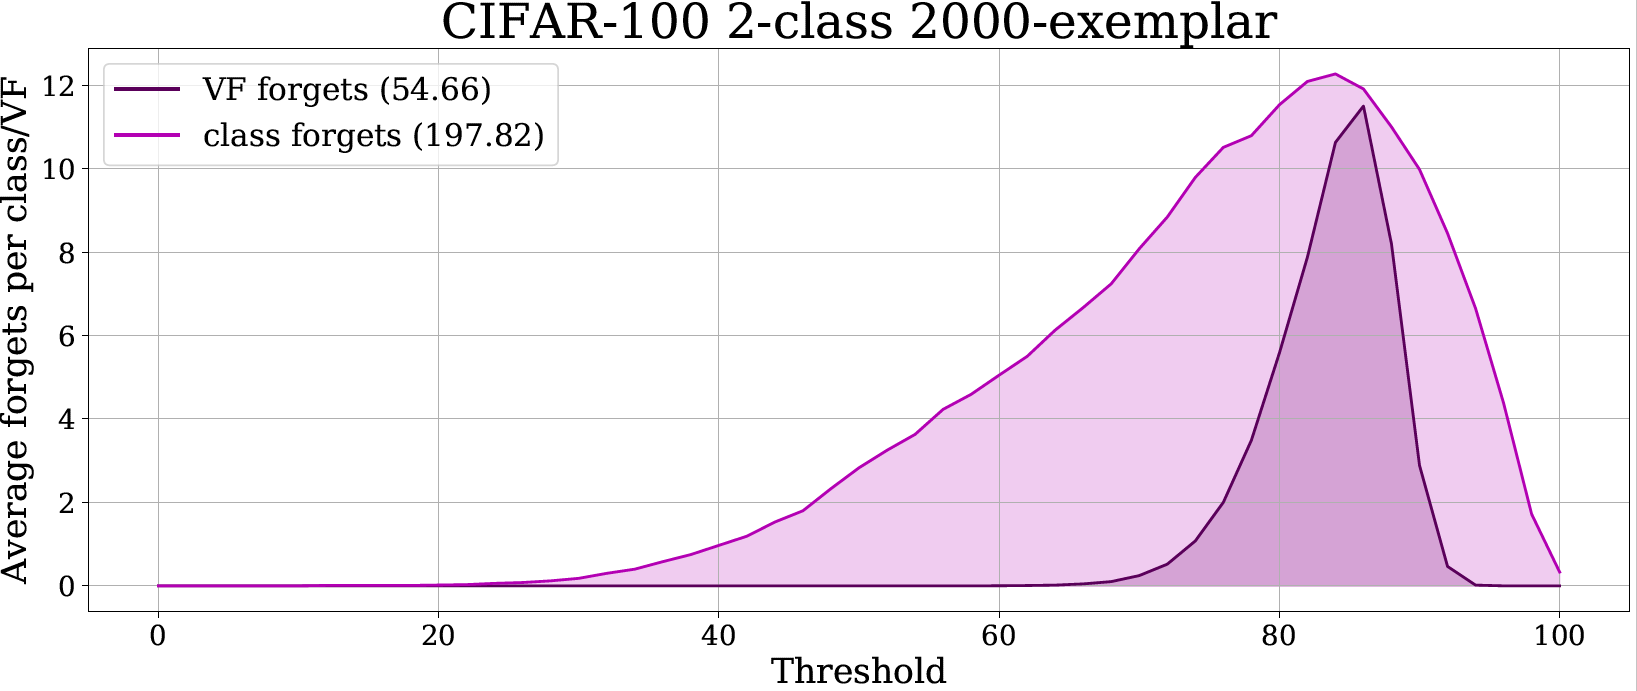 CIFAR-100 2-class 2000-exemplar
VF forgets (54.66)
class forgets (197.82)
Average forgets per class/VF
12
10
8
6
4
2
0
0 20 40 60 80 100
Threshold